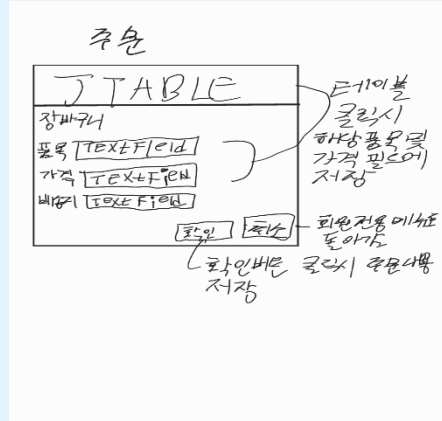 주문
JTABLE
장바구니
품목 TextField
가격 TextField
배송지 TextField
확인 취소
테이블
클릭시
해당품목및
가격 필드에
저장
회원전용메뉴로
돌아감
확인버튼 클릭시 주문내용
저장